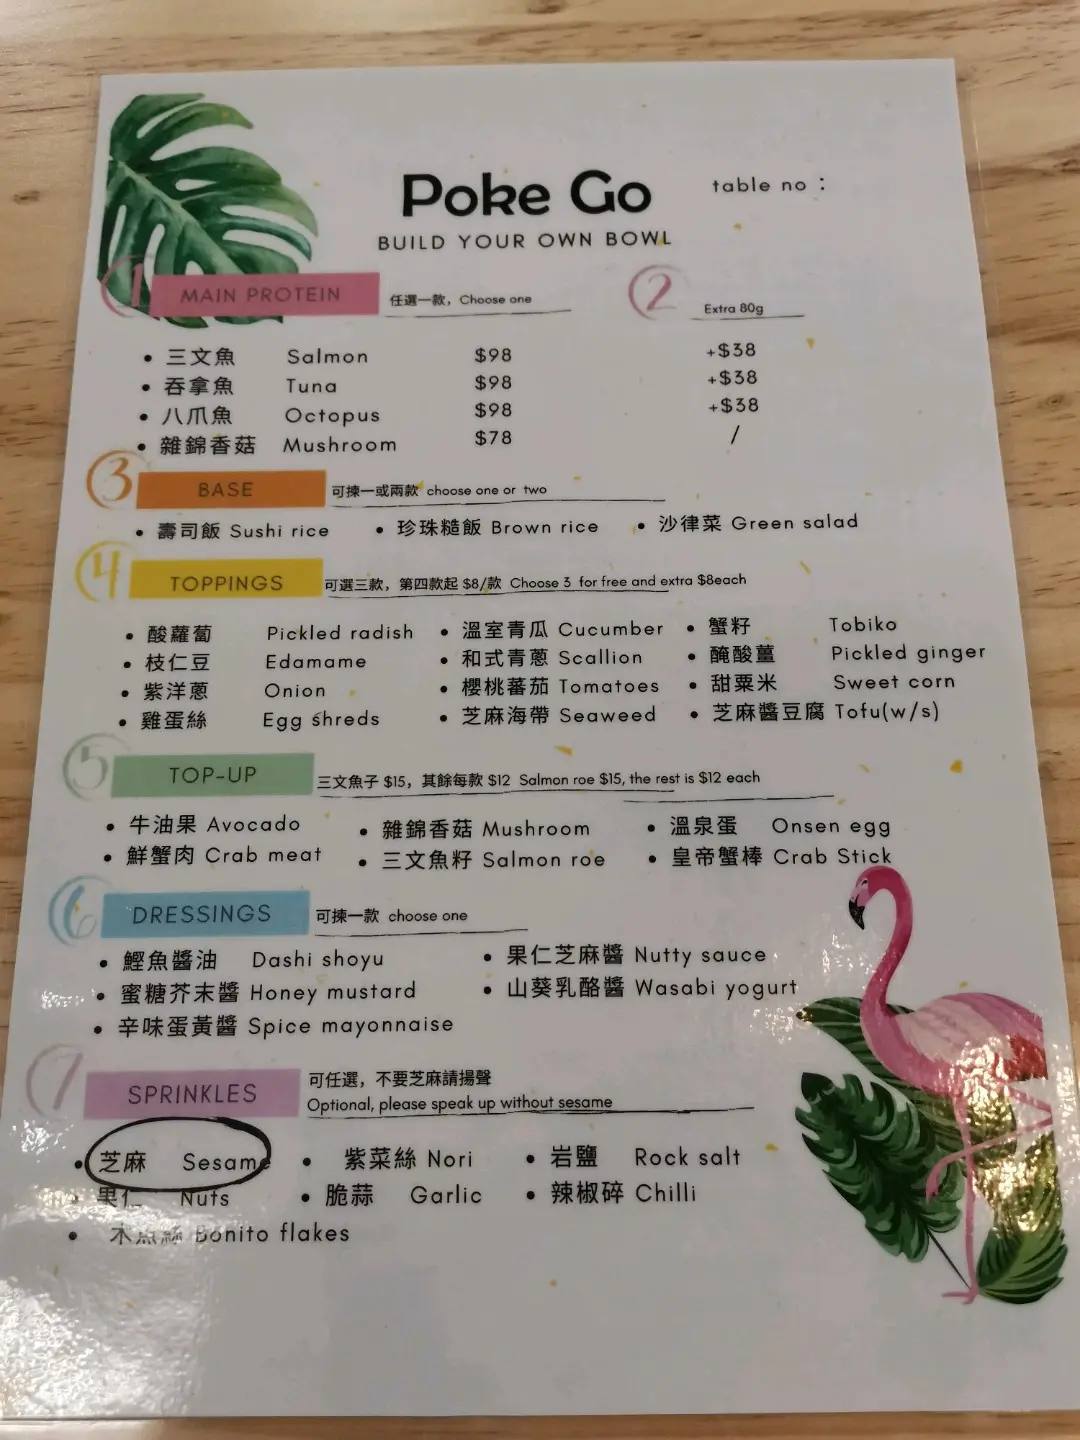 Poke Go
table no :
BUILD YOUR OWN BOWL
1 MAIN PROTEIN 任選一款，Choose one 2 Extra 80g
• 三文魚 Salmon $98 +$38
• 吞拿魚 Tuna $98 +$38
• 八爪魚 Octopus $98 +$38
• 雜錦香菇 Mushroom $78 /
3 BASE 可揀一或兩款 choose one or two
• 壽司飯 Sushi rice • 珍珠糙飯 Brown rice • 沙律菜 Green salad
4 TOPPINGS 可選三款，第四款起 $8/款 Choose 3 for free and extra $8each
• 酸蘿蔔 Pickled radish • 溫室青瓜 Cucumber • 蟹籽 Tobiko
• 枝仁豆 Edamame • 和式青蔥 Scallion • 醃酸薑 Pickled ginger
• 紫洋蔥 Onion • 櫻桃蕃茄 Tomatoes • 甜粟米 Sweet corn
• 雞蛋絲 Egg shreds • 芝麻海帶 Seaweed • 芝麻醬豆腐 Tofu(w/s)
5 TOP-UP 三文魚子 $15，其餘每款 $12 Salmon roe $15, the rest is $12 each
• 牛油果 Avocado • 雜錦香菇 Mushroom • 溫泉蛋 Onsen egg
• 鮮蟹肉 Crab meat • 三文魚籽 Salmon roe • 皇帝蟹棒 Crab Stick
6 DRESSINGS 可揀一款 choose one
• 鰹魚醬油 Dashi shoyu • 果仁芝麻醬 Nutty sauce
• 蜜糖芥末醬 Honey mustard • 山葵乳酪醬 Wasabi yogurt
• 辛味蛋黃醬 Spice mayonnaise
7 SPRINKLES 可任選，不要芝麻請揚聲
Optional, please speak up without sesame
• 芝麻 Sesame • 紫菜絲 Nori • 岩鹽 Rock salt
• 果仁 Nuts • 脆蒜 Garlic • 辣椒碎 Chilli
• 木魚絲 Bonito flakes